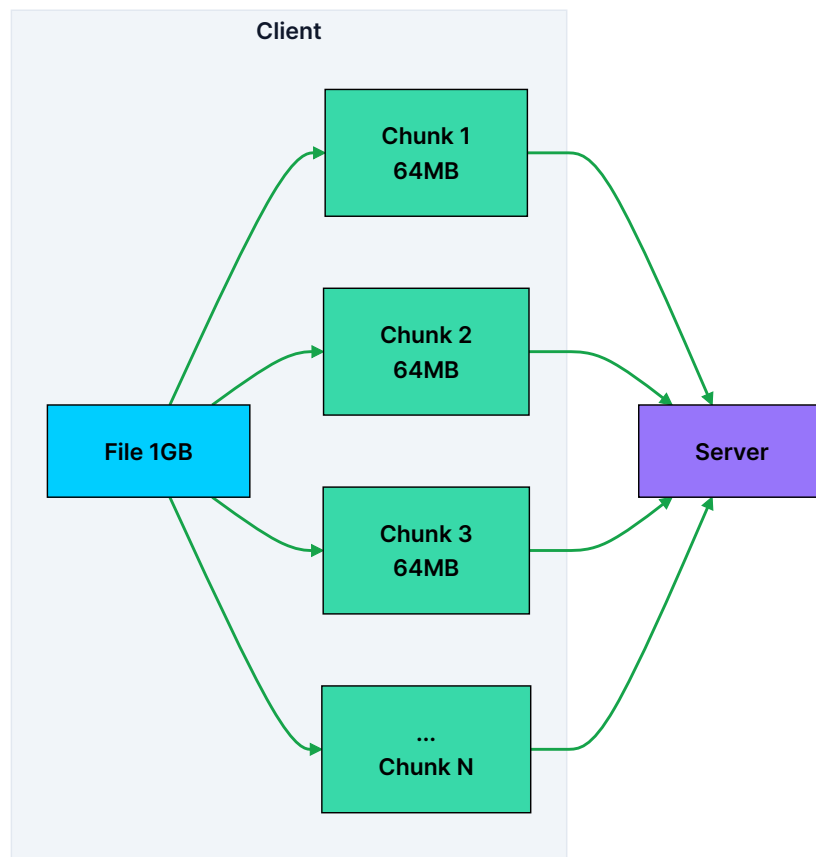 Client
Chunk 1
64MB
Chunk 2
64MB
File 1GB
Server
Chunk 3
64MB
...
Chunk N